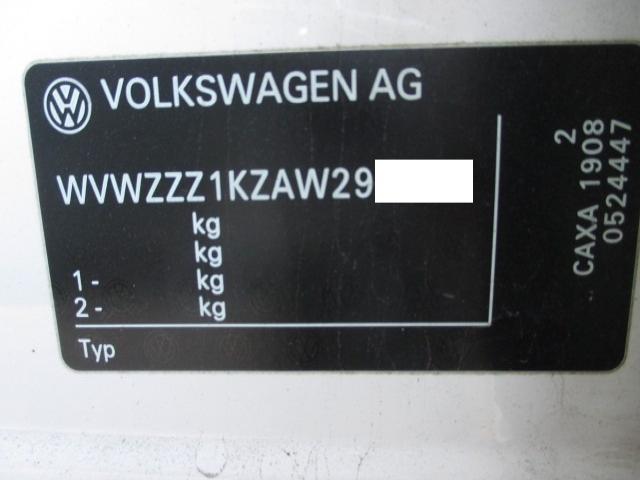 VOLKSWAGEN AG
WVWZZZ1KZAW29
kg
kg
1- kg
2- kg
Typ
2
CAXA 1908
0524447